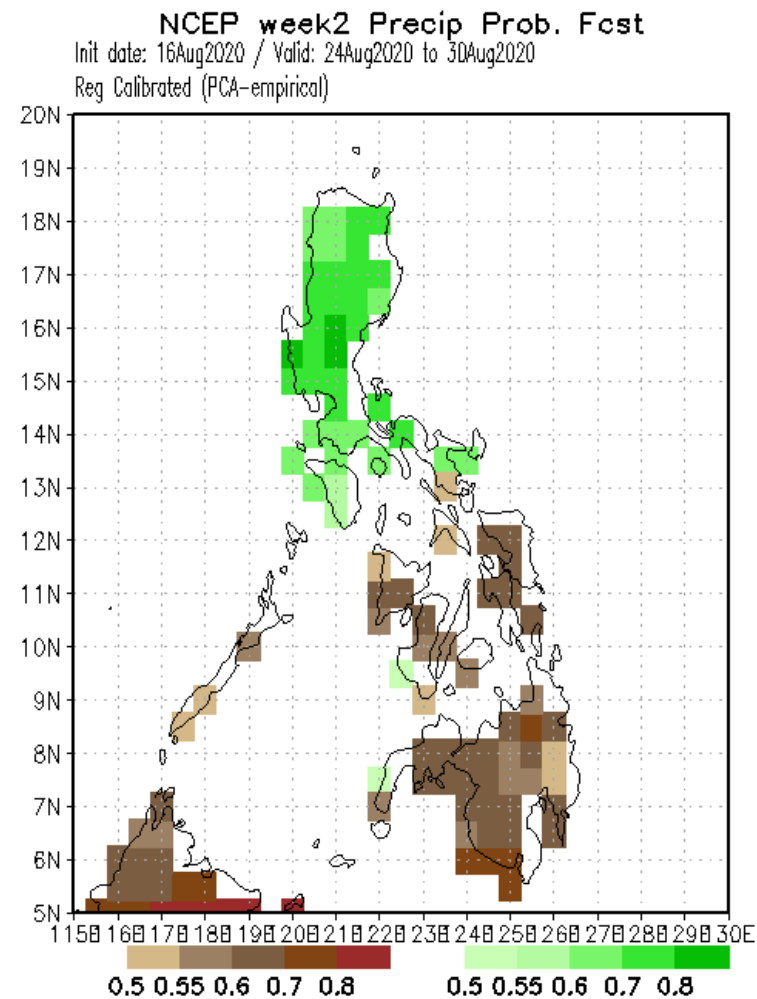 NCEP week2 Precip Prob. Fcst
Init date: 16Aug2020 / Valid: 24Aug2020 to 30Aug2020
Reg Calibrated (PCA-empirical)
20N
19N
18N
17N
16N
15N
14N
13N
12N
11N
10N
9N
8N
7N
6N
5N
115E 116E 117E 118E 119E 120E 121E 122E 123E 124E 125E 126E 127E 128E 129E 130E
0.5 0.55 0.6 0.7 0.8 0.5 0.55 0.6 0.7 0.8